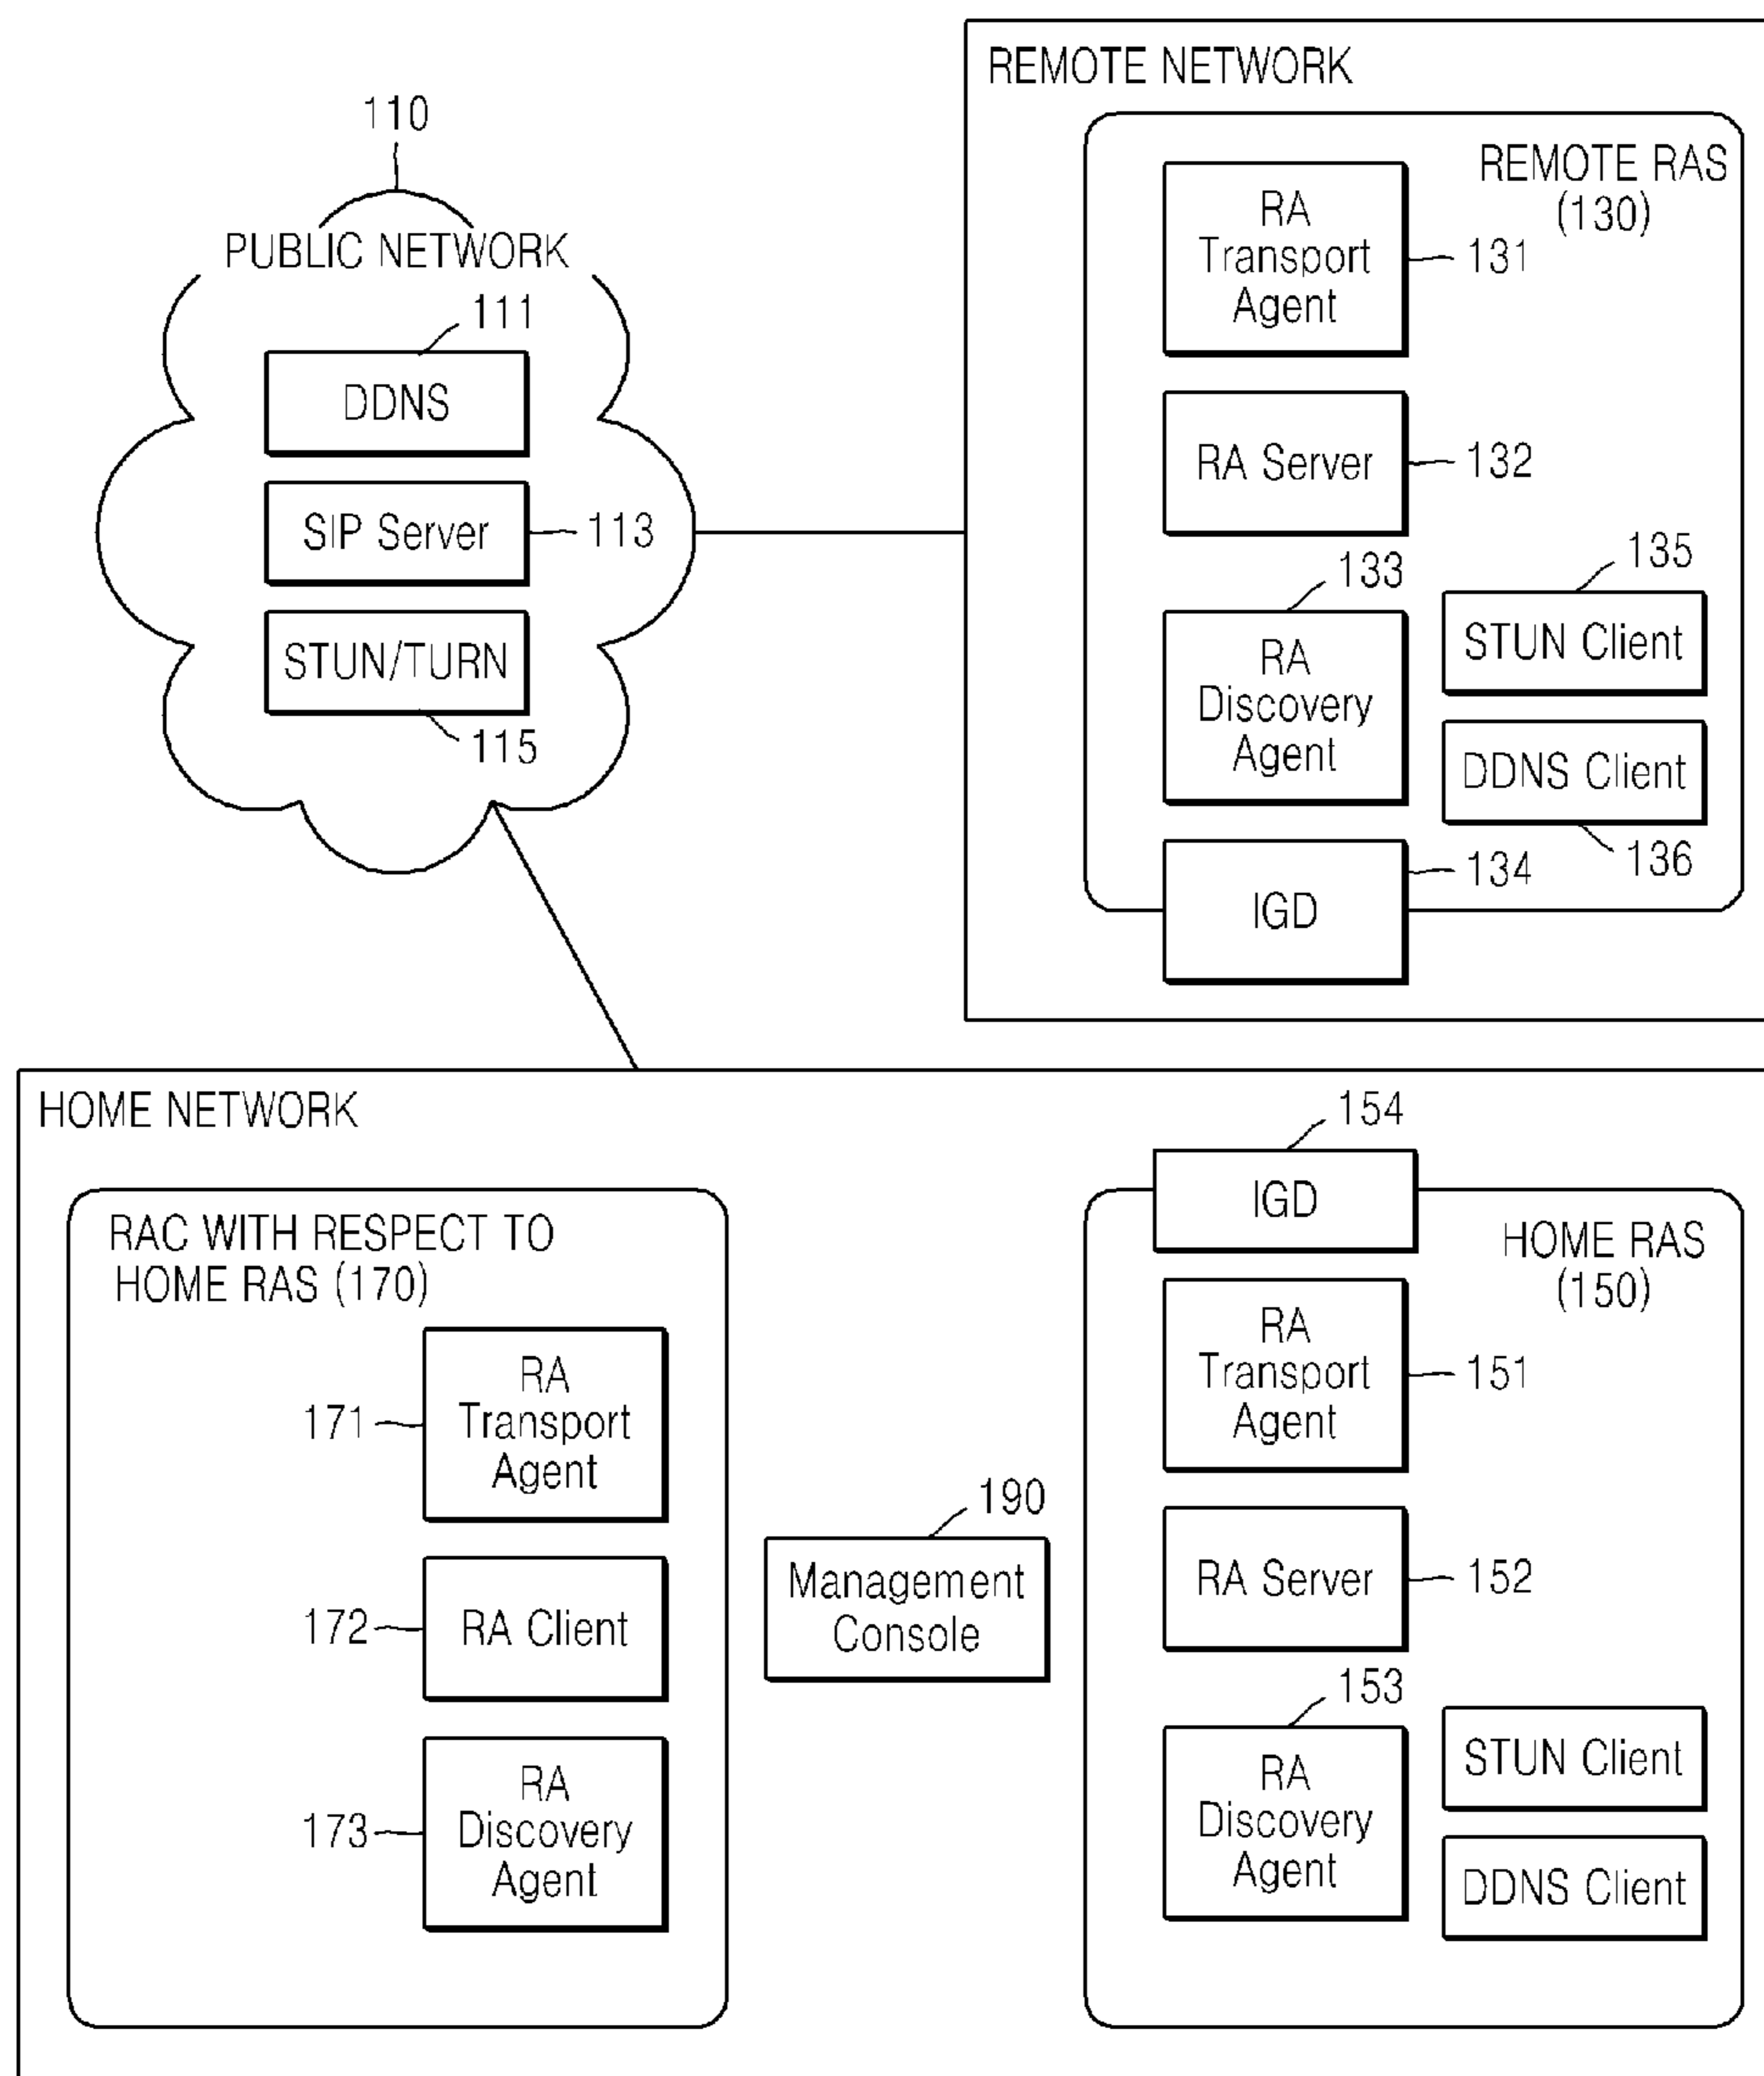 110
PUBLIC NETWORK
111
DDNS
SIP Server
113
STUN/TURN
115
REMOTE NETWORK
REMOTE RAS
(130)
RA
Transport
Agent
131
RA Server
132
133
RA
Discovery
Agent
135
STUN Client
DDNS Client
136
134
IGD
HOME NETWORK
RAC WITH RESPECT TO
HOME RAS (170)
171
RA
Transport
Agent
172
RA Client
173
RA
Discovery
Agent
190
Management
Console
154
IGD
HOME RAS
(150)
RA
Transport
Agent
151
RA Server
152
153
RA
Discovery
Agent
STUN Client
DDNS Client